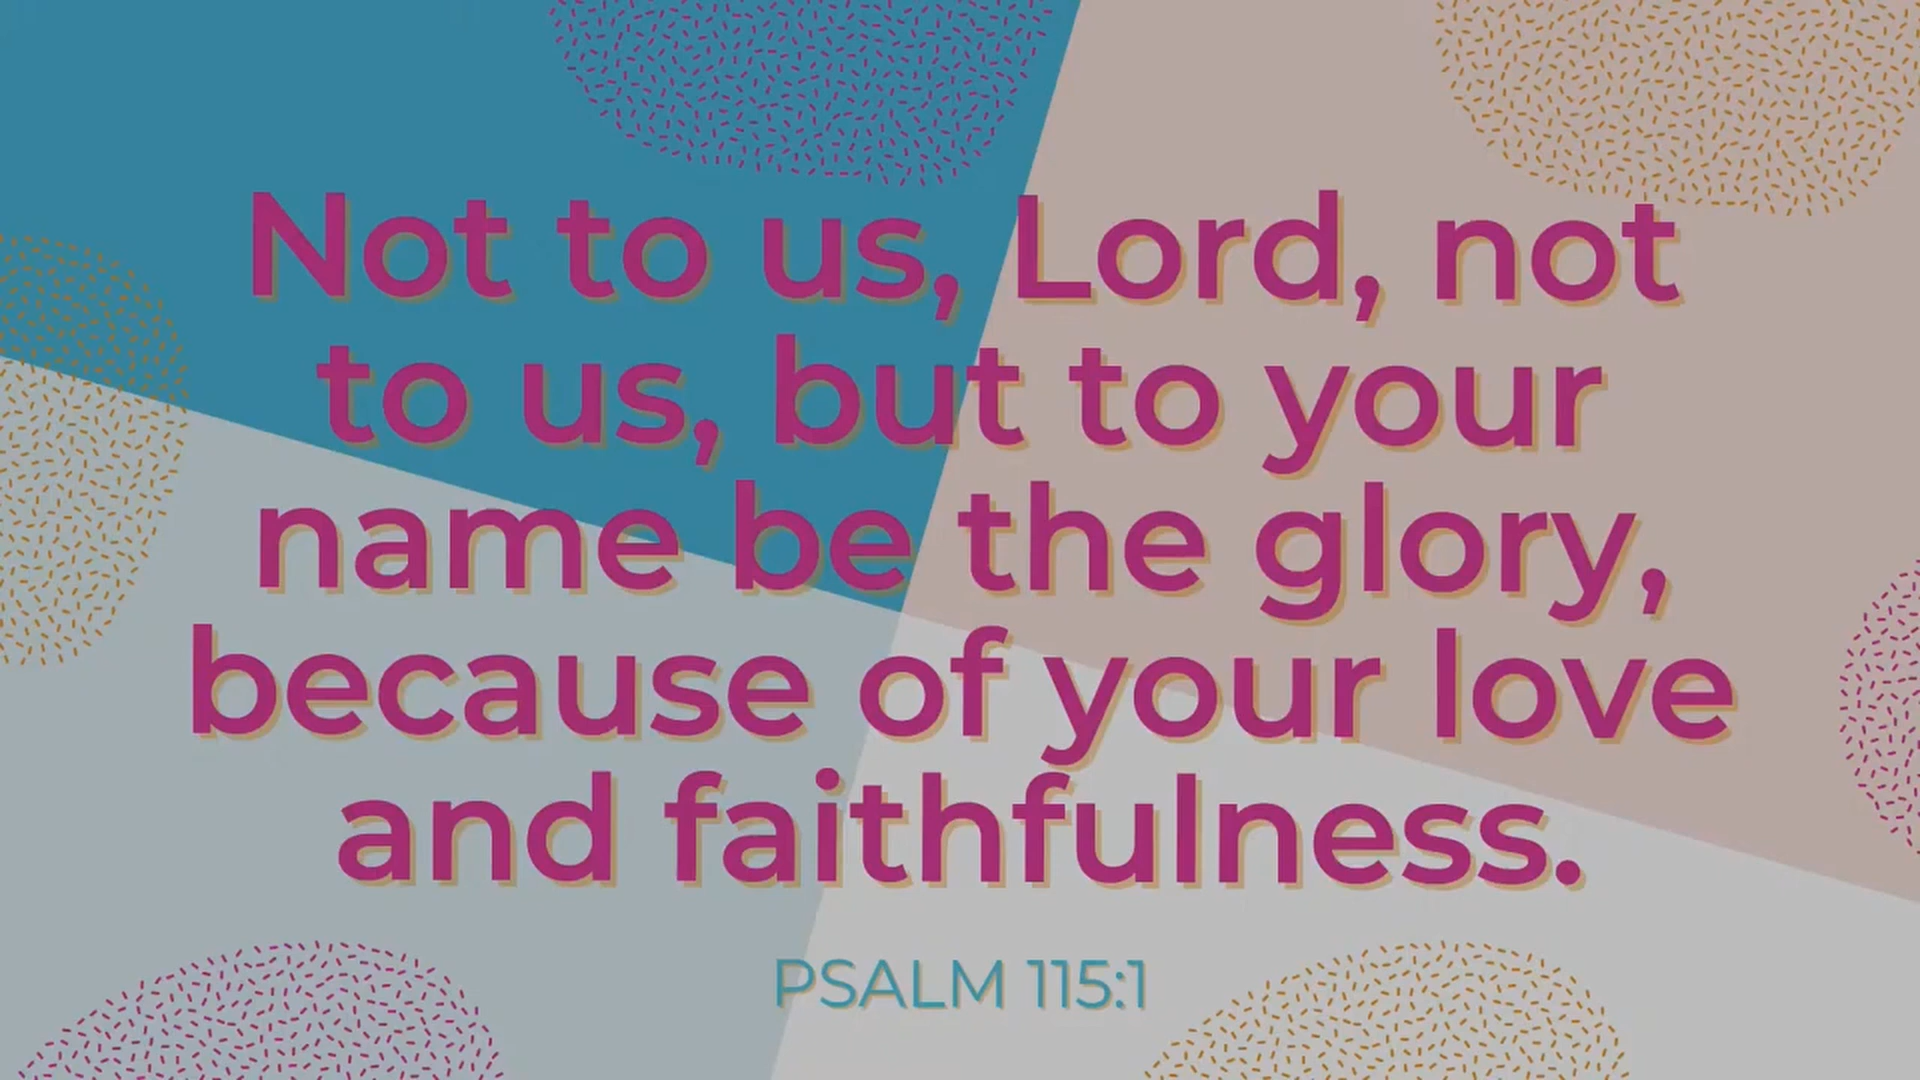 Not to us, Lord, not
to us, but to your
name be the glory,
because of your love
and faithfulness.
PSALM 115:1